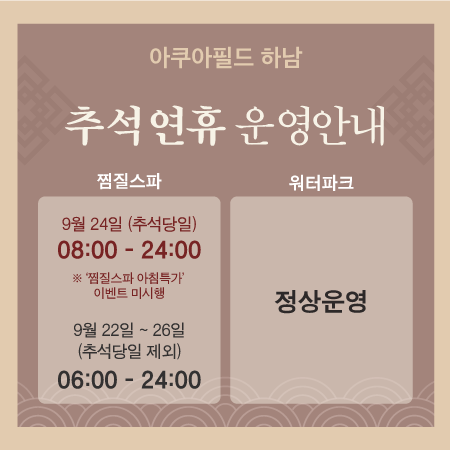 아쿠아필드 하남
추석연휴 운영안내
찜질스파
9월 24일 (추석당일)
08:00 - 24:00
※ '찜질스파 아침특가'
이벤트 미시행
9월 22일 ~ 26일
(추석당일 제외)
06:00 - 24:00
워터파크
정상운영